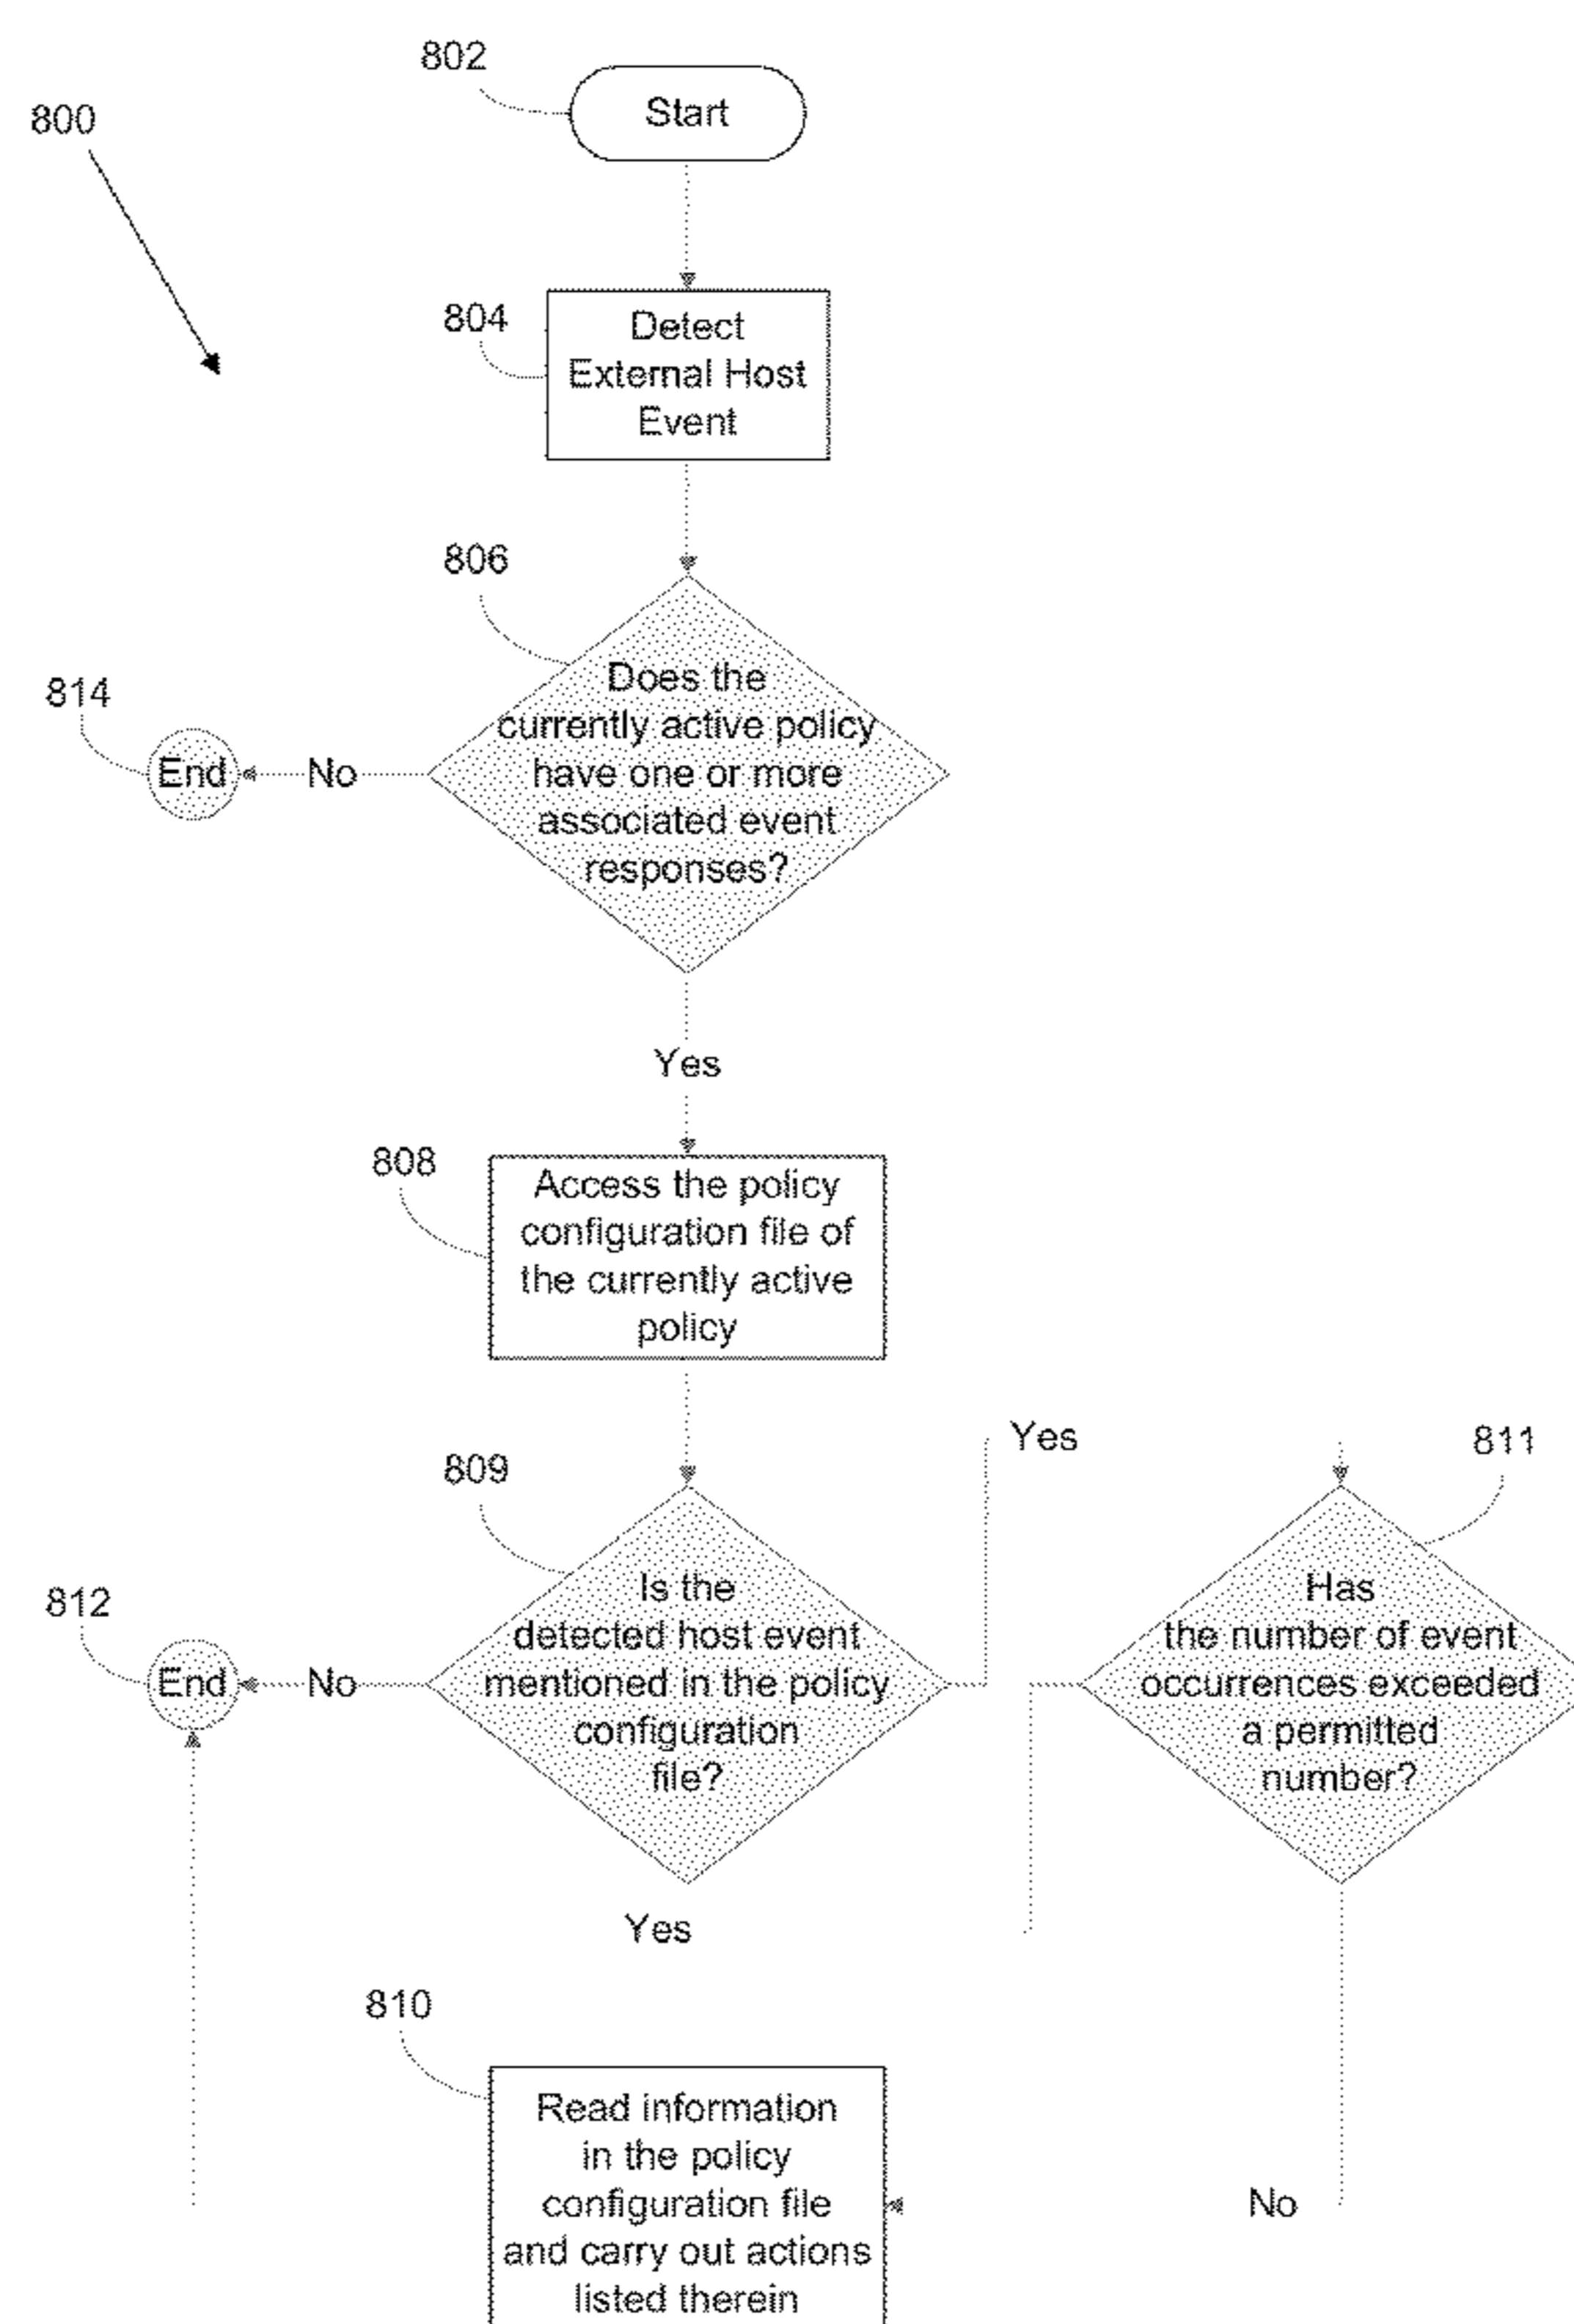 802
Start
800
804
Detect
External Host
Event
806
Does the
currently active policy
have one or more
associated event
responses?
814
End
No
Yes
808
Access the policy
configuration file of
the currently active
policy
Yes
811
809
Is the
detected host event
mentioned in the policy
configuration
file?
Has
the number of event
occurrences exceeded
a permitted
number?
812
End
No
Yes
810
Read information
in the policy
configuration file
and carry out actions
listed therein
No